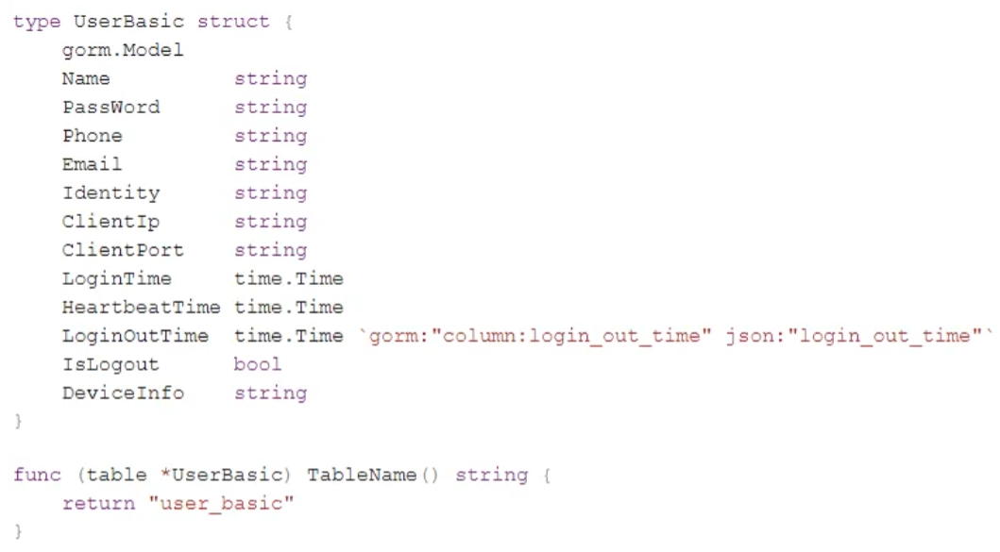 type UserBasic struct {
    gorm.Model
    Name          string
    PassWord      string
    Phone         string
    Email         string
    Identity      string
    ClientIp      string
    ClientPort    string
    LoginTime     time.Time
    HeartbeatTime time.Time
    LoginOutTime  time.Time `gorm:"column:login_out_time" json:"login_out_time"`
    IsLogout      bool
    DeviceInfo    string
}

func (table *UserBasic) TableName() string {
    return "user_basic"
}